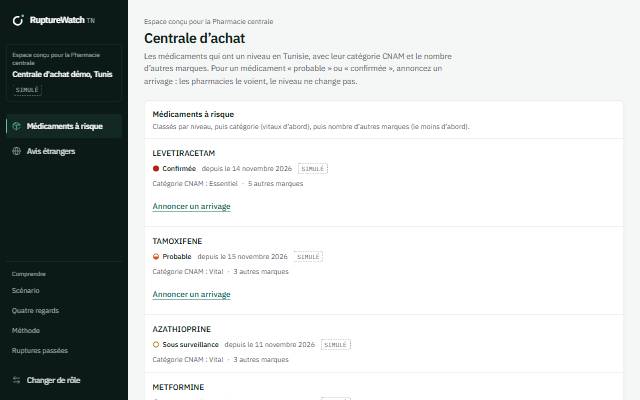 RuptureWatch TN
Espace conçu pour la Pharmacie
centrale
Centrale d'achat démo, Tunis
SIMULÉ
Médicaments à risque
Avis étrangers
Comprendre
Scénario
Quatre regards
Méthode
Ruptures passées
Changer de rôle
Espace conçu pour la Pharmacie centrale
Centrale d'achat
Les médicaments qui ont un niveau en Tunisie, avec leur catégorie CNAM et le nombre
d'autres marques. Pour un médicament « probable » ou « confirmée », annoncez un
arrivage : les pharmacies le voient, le niveau ne change pas.
Médicaments à risque
Classés par niveau, puis catégorie (vitaux d'abord), puis nombre d'autres marques (le moins d'abord).
LEVETIRACETAM
Confirmée depuis le 14 novembre 2026 SIMULÉ
Catégorie CNAM : Essentiel · 5 autres marques
Annoncer un arrivage
TAMOXIFENE
Probable depuis le 15 novembre 2026 SIMULÉ
Catégorie CNAM : Vital · 3 autres marques
Annoncer un arrivage
AZATHIOPRINE
Sous surveillance depuis le 11 novembre 2026 SIMULÉ
Catégorie CNAM : Vital · 3 autres marques
METFORMINE